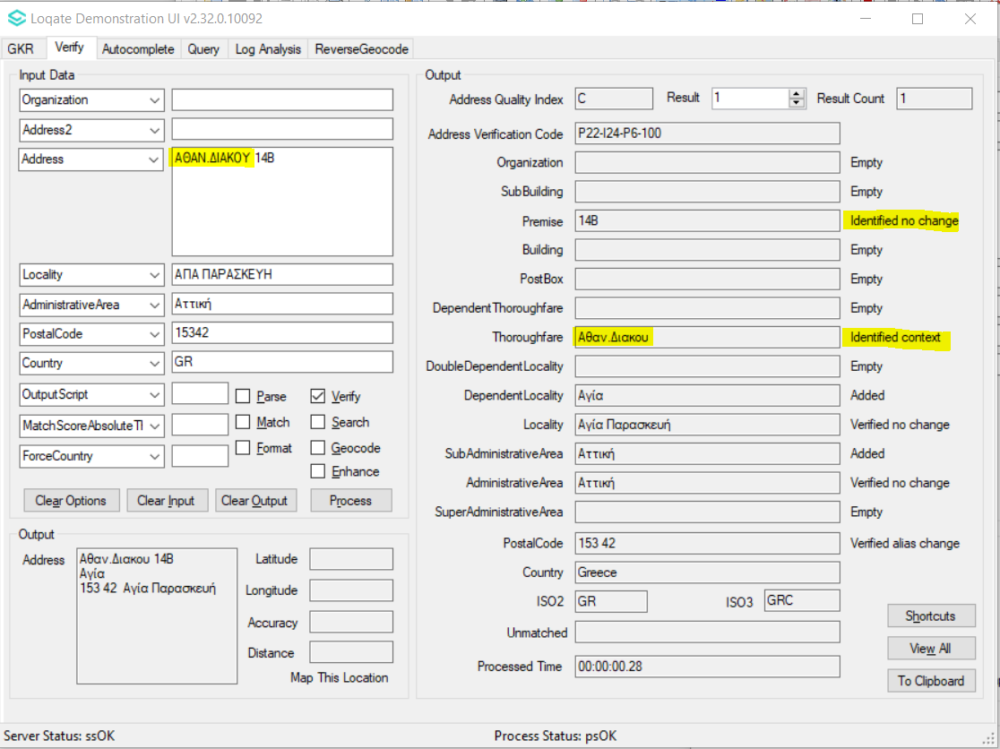 Loqate Demonstration UI v2.32.0.10092
GKR Verify Autocomplete Query Log Analysis ReverseGeocode
Input Data
Organization
Address2
Address ΑΘΑΝ.ΔΙΑΚΟΥ 14Β
Locality ΑΠΑ ΠΑΡΑΣΚΕΥΗ
AdministrativeArea Αττική
PostalCode 15342
Country GR
OutputScript Parse Verify
MatchScoreAbsoluteTl Match Search
ForceCountry Format Geocode
Enhance
Clear Options Clear Input Clear Output Process
Output
Address Αθαν.Διακου 14Β
Αγία
153 42 Αγία Παρασκευή
Latitude
Longitude
Accuracy
Distance
Map This Location
Output
Address Quality Index C Result 1 Result Count 1
Address Verification Code P22-I24-P6-100
Organization Empty
SubBuilding Empty
Premise 14Β Identified no change
Building Empty
PostBox Empty
DependentThoroughfare Empty
Thoroughfare Αθαν.Διακου Identified context
DoubleDependentLocality Empty
DependentLocality Αγία Added
Locality Αγία Παρασκευή Verified no change
SubAdministrativeArea Αττική Added
AdministrativeArea Αττική Verified no change
SuperAdministrativeArea Empty
PostalCode 153 42 Verified alias change
Country Greece
ISO2 GR ISO3 GRC
Unmatched
Processed Time 00:00:00.28
Shortcuts
View All
To Clipboard
Server Status: ssOK Process Status: psOK